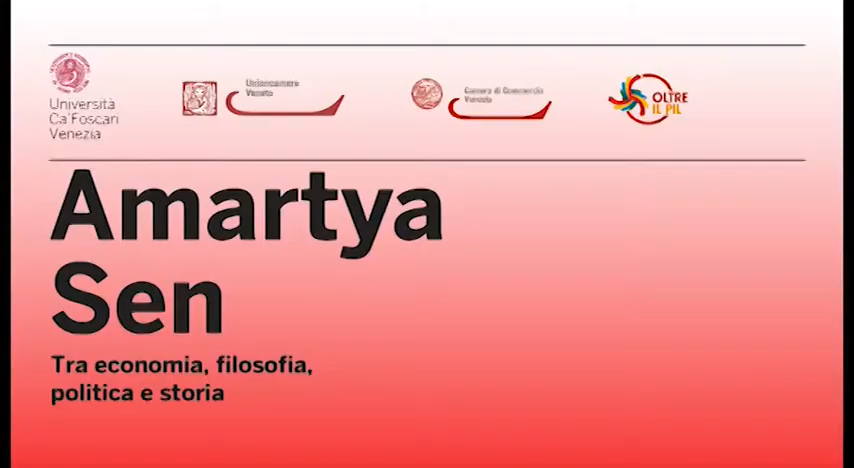 Università
Ca'Foscari
Venezia
Unioncamere
Veneto
Camera di Commercio
Venezia
OLTRE
IL PIL
Amartya
Sen
Tra economia, filosofia,
politica e storia